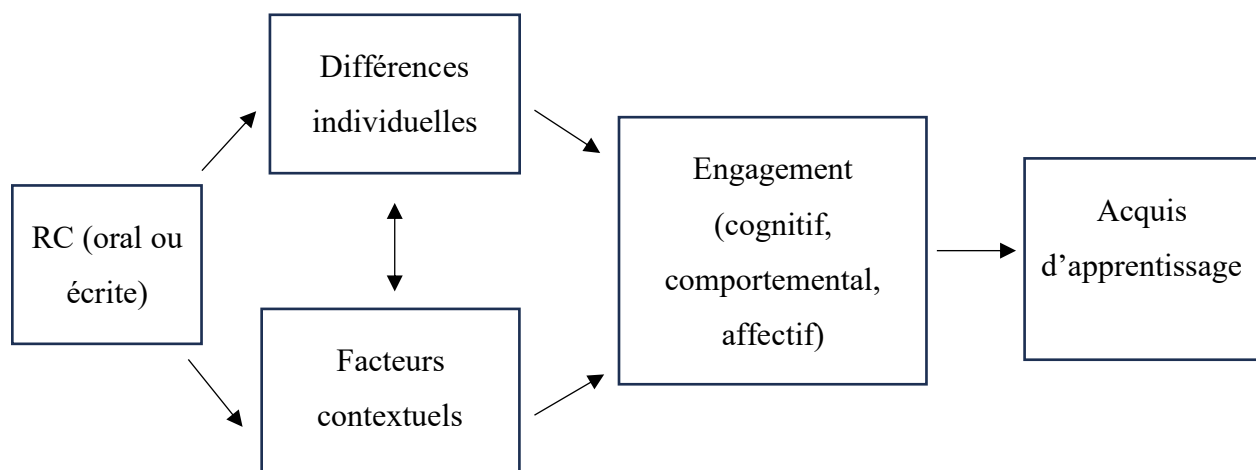 RC (oral ou
écrite)
Différences
individuelles
Facteurs
contextuels
Engagement
(cognitif,
comportemental,
affectif)
Acquis
d’apprentissage